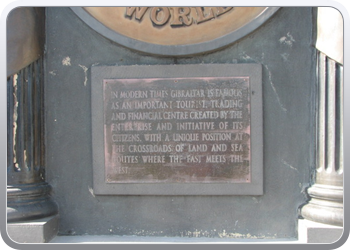 WORLD
IN MODERN TIMES GIBRALTAR IS FAMOUS
AS AN IMPORTANT TOURIST, TRADING
AND FINANCIAL CENTRE CREATED BY THE
ENTERPRISE AND INITIATIVE OF ITS
CITIZENS, WITH A UNIQUE POSITION AT
THE CROSSROADS OF LAND AND SEA
ROUTES WHERE THE EAST MEETS THE
WEST.